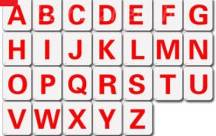 A B C D E F G
H I J K L M N
O P Q R S T U
V W X Y Z